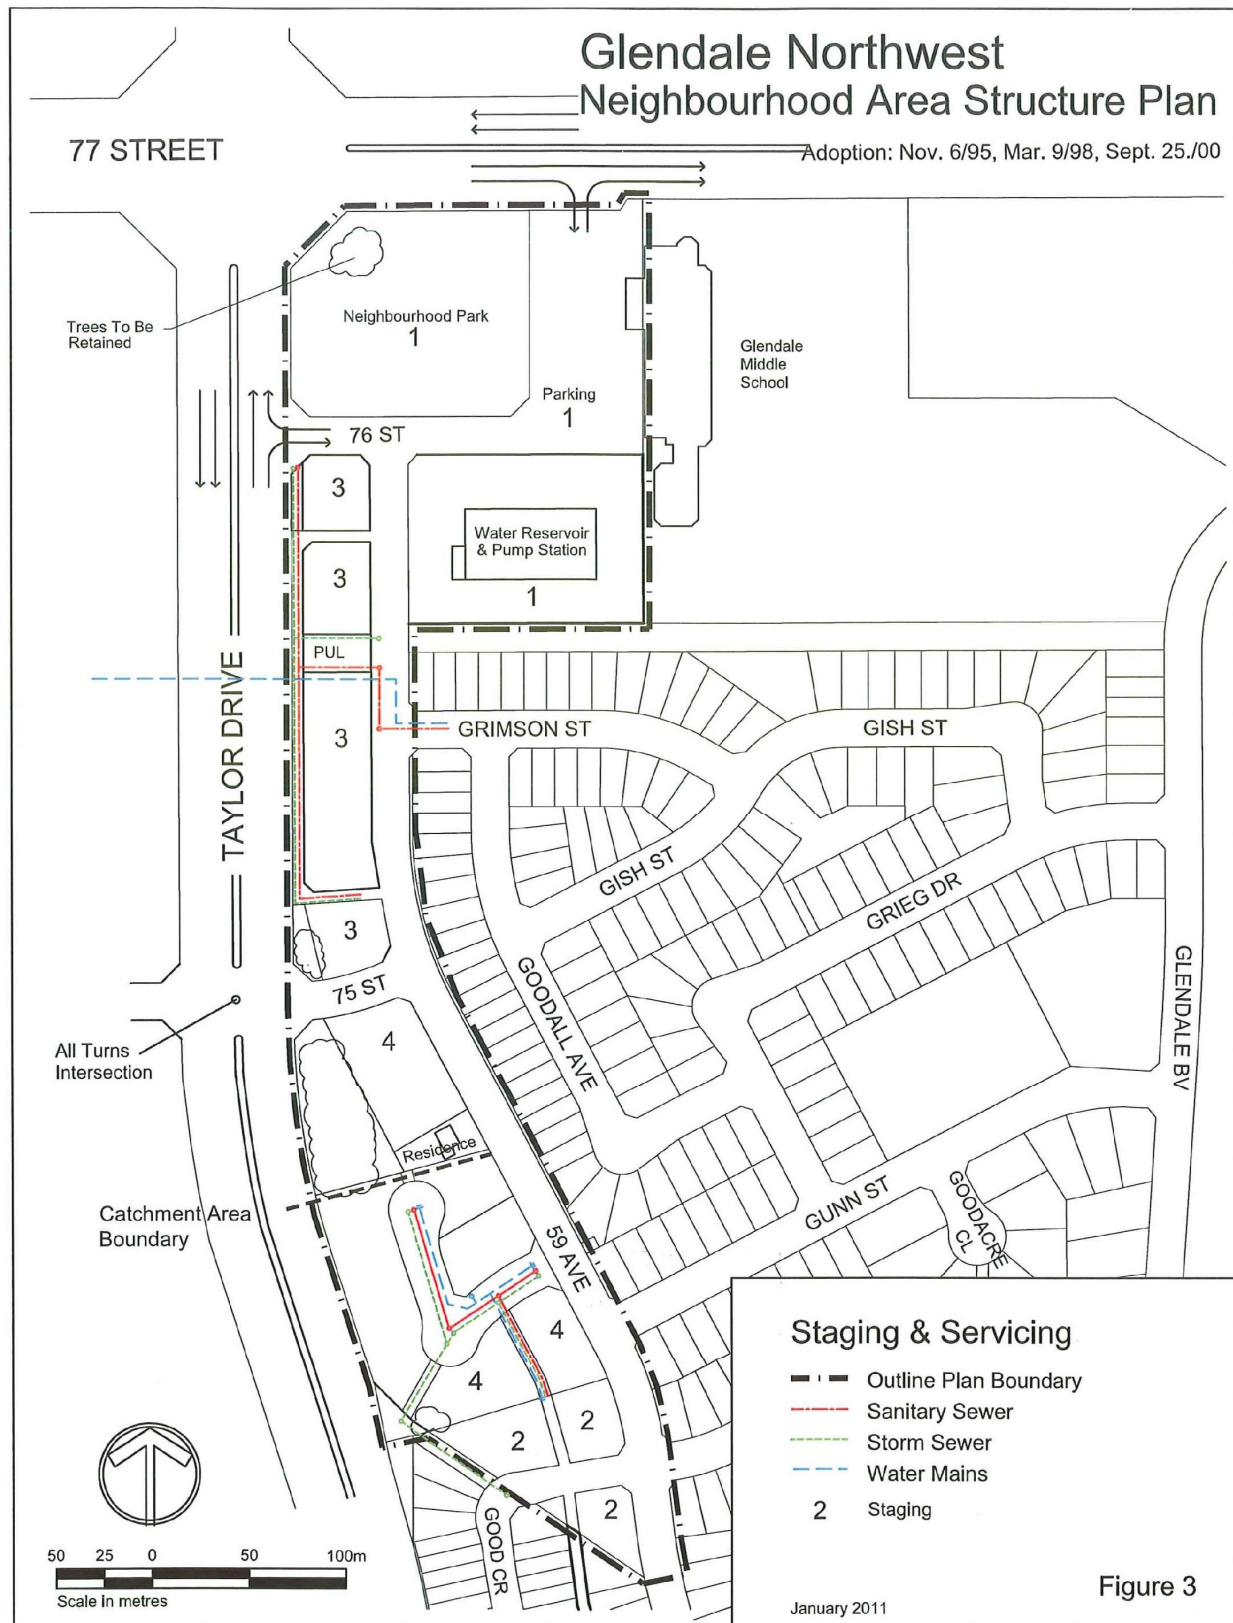 Glendale Northwest
Neighbourhood Area Structure Plan
Adoption: Nov. 6/95, Mar. 9/98, Sept. 25./00
77 STREET
Trees To Be
Retained
Neighbourhood Park
1
Glendale
Middle
School
Parking
1
76 ST
3
Water Reservoir
& Pump Station
1
3
PUL
TAYLOR DRIVE
3
GRIMSON ST
GISH ST
GISH ST
GRIEG DR
3
GOODALL AVE
GLENDALE BV
75 ST
All Turns
Intersection
4
Residence
Catchment Area
Boundary
59 AVE
GUNN ST
GOODACRE
CL
4
4
2
2
2
GOOD CR
Staging & Servicing
Outline Plan Boundary
Sanitary Sewer
Storm Sewer
Water Mains
2 Staging
50 25 0 50 100m
Scale in metres
Figure 3
January 2011